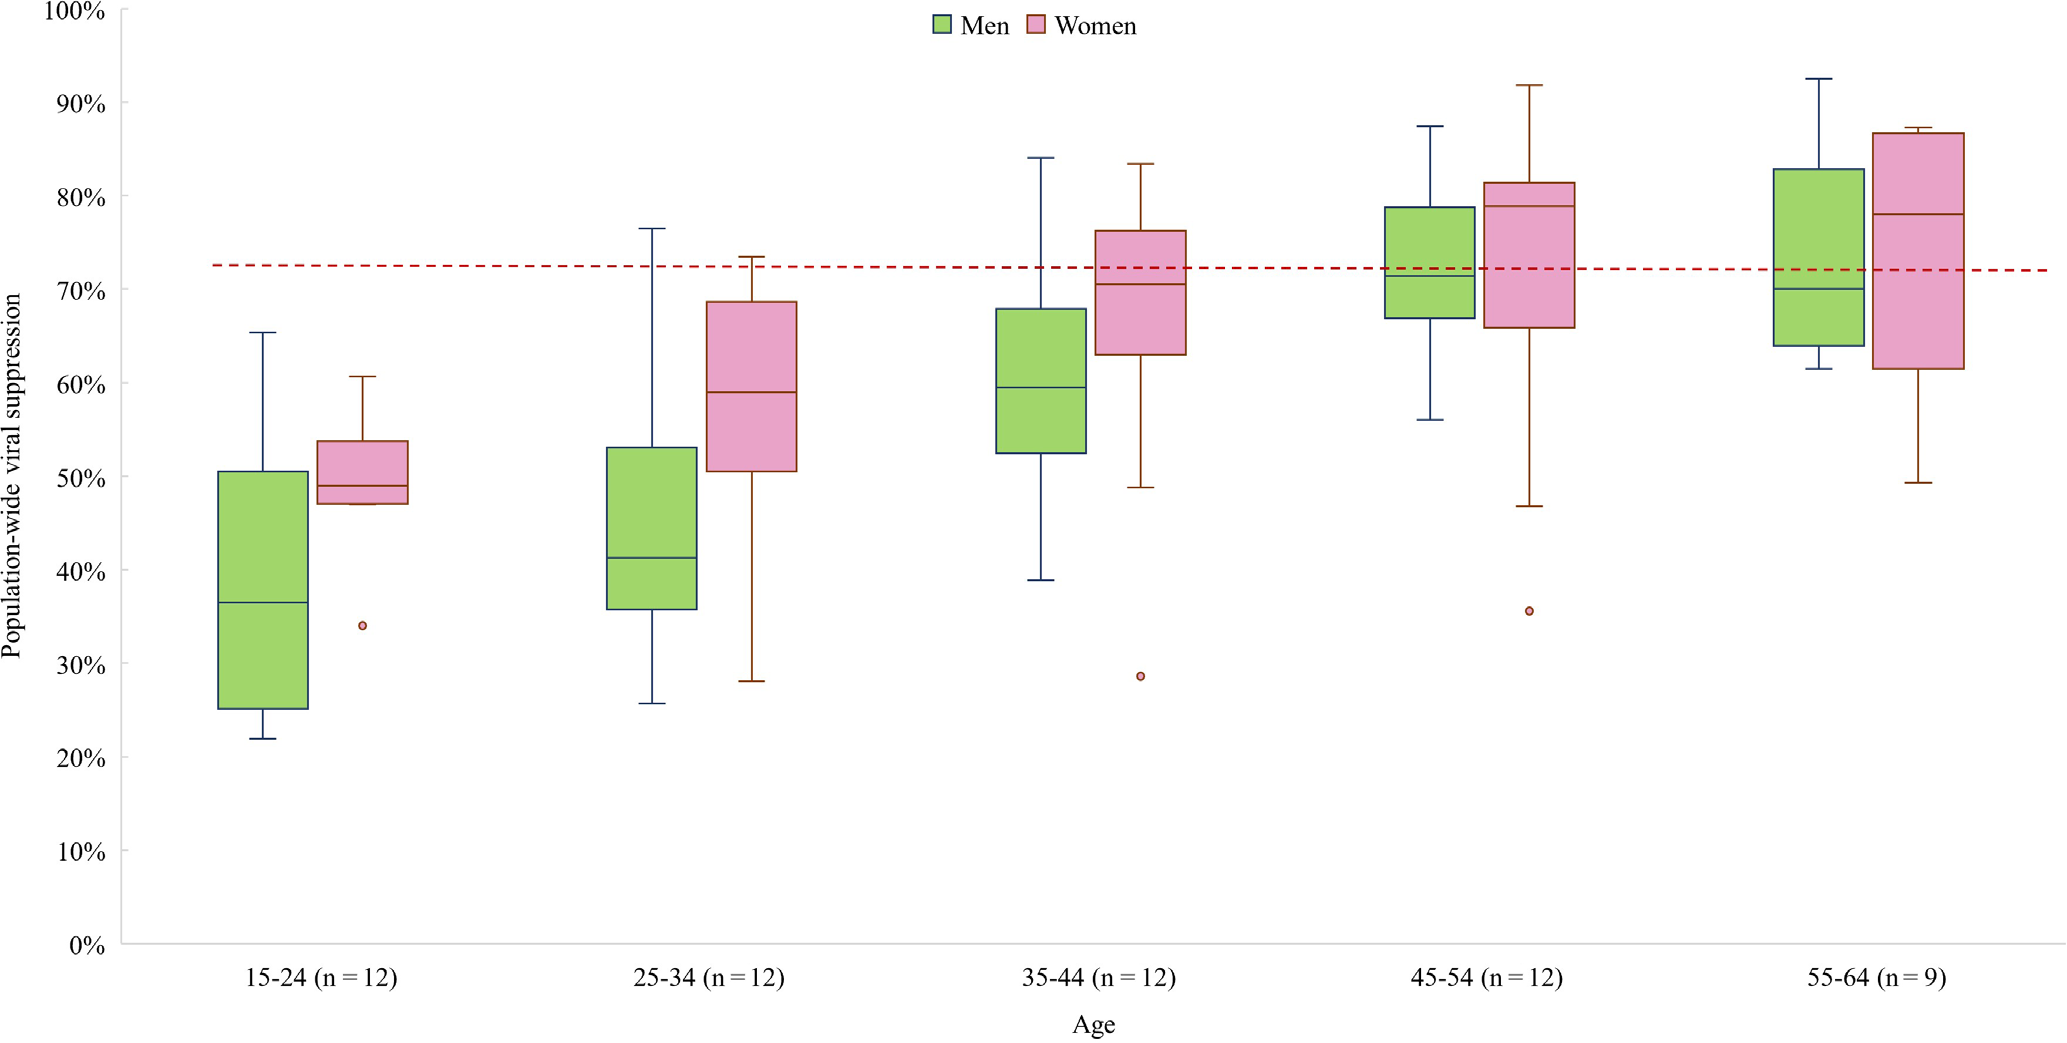 Men Women
100%
90%
80%
70%
60%
50%
40%
30%
20%
10%
0%
Population-wide viral suppression
15-24 (n = 12) 25-34 (n = 12) 35-44 (n = 12) 45-54 (n = 12) 55-64 (n = 9)
Age